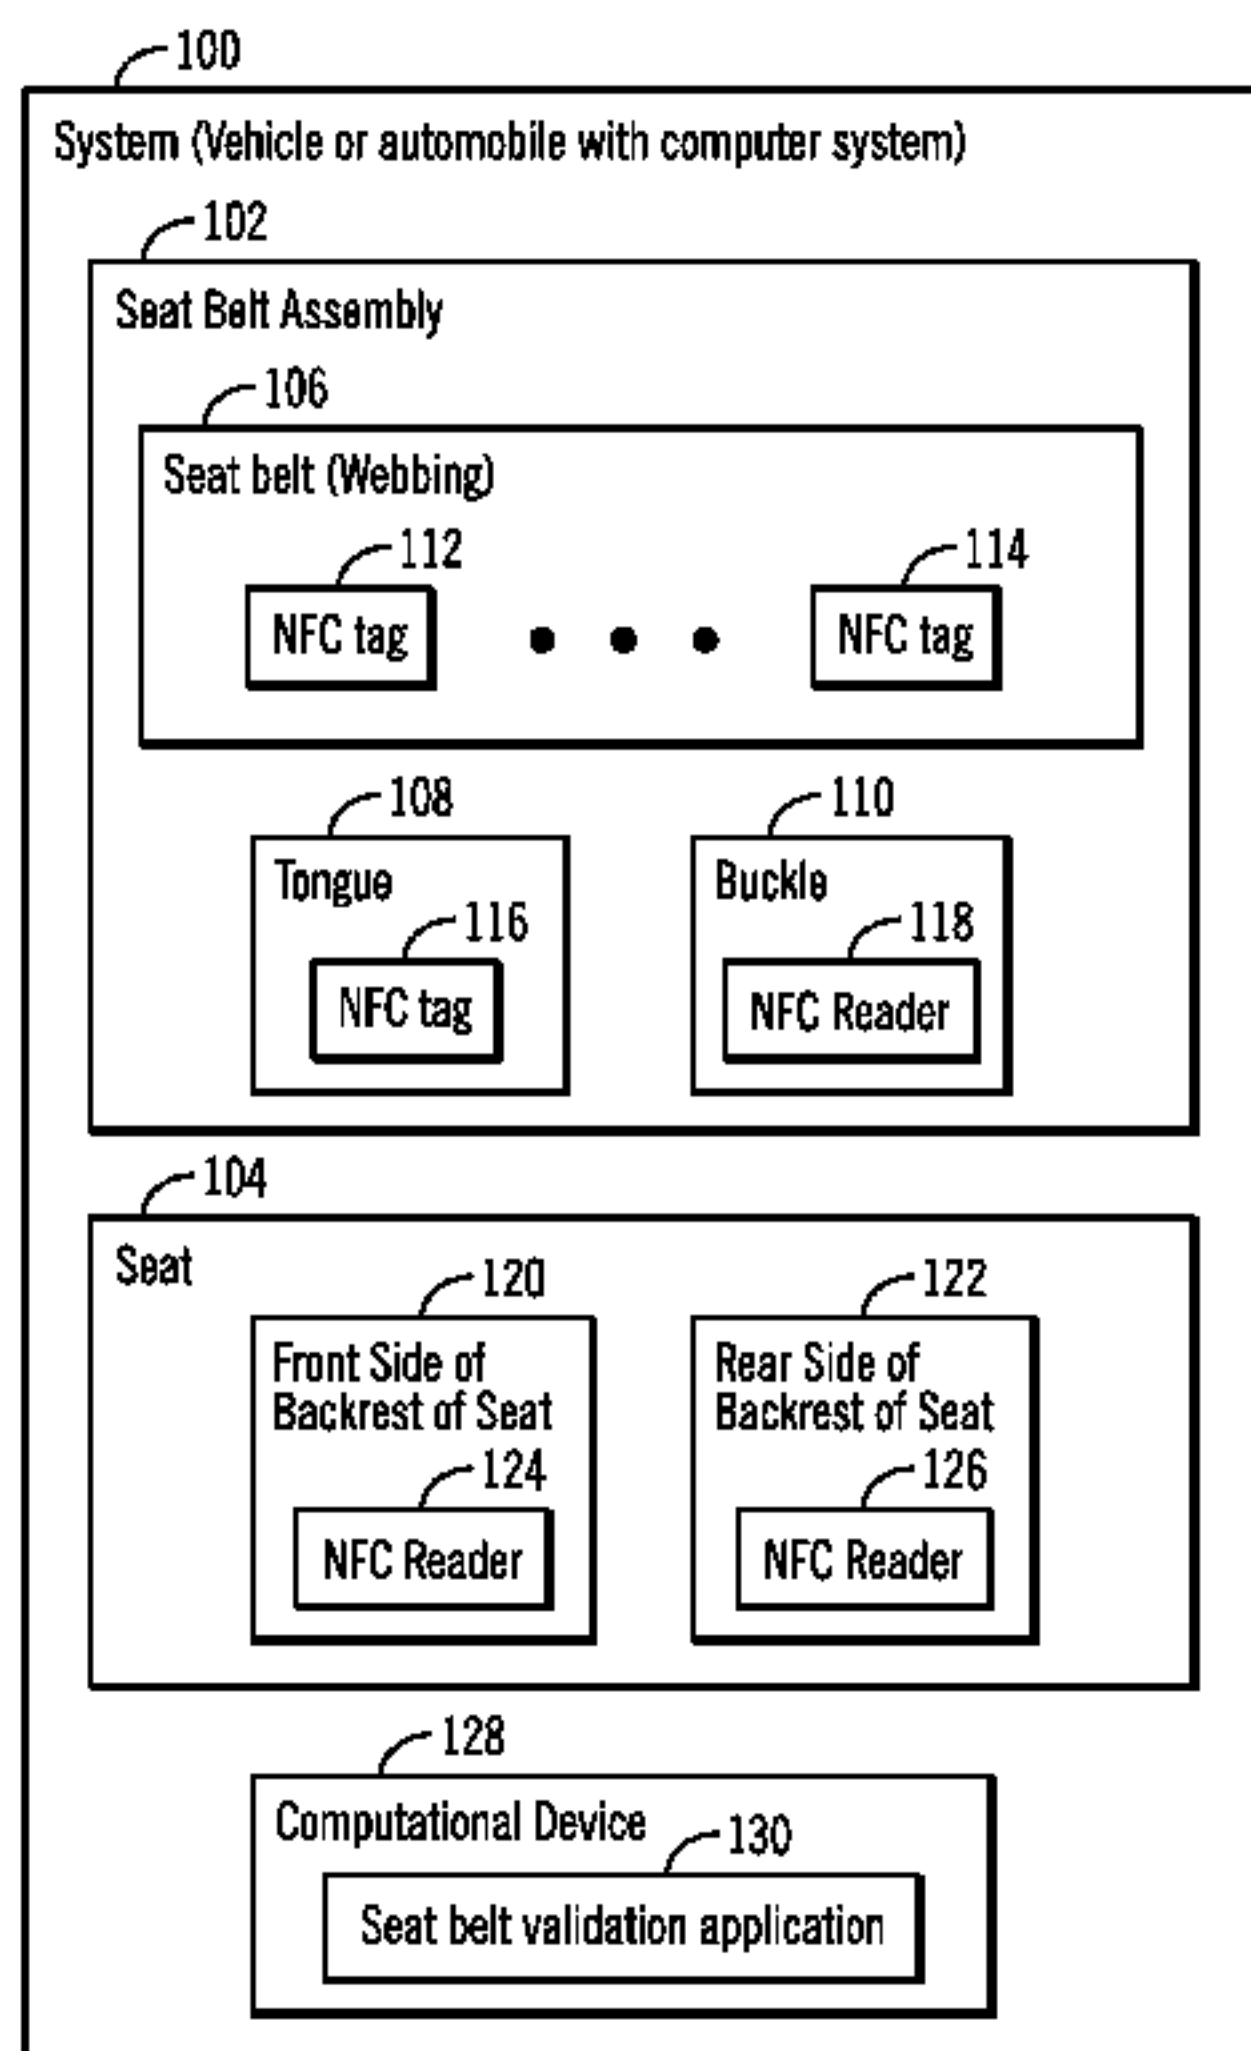 100
System (Vehicle or automobile with computer system)
102
Seat Belt Assembly
106
Seat belt (Webbing)
112
114
NFC tag
NFC tag
108
110
Tongue
Buckle
116
118
NFC tag
NFC Reader
104
Seat
120
122
Front Side of
Backrest of Seat
Rear Side of
Backrest of Seat
124
126
NFC Reader
NFC Reader
128
Computational Device
130
Seat belt validation application